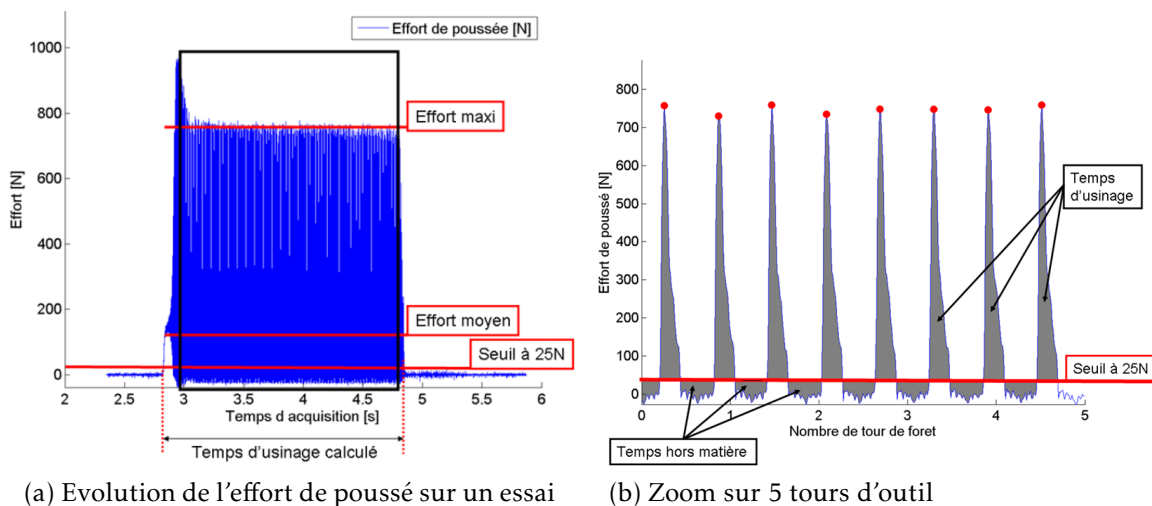 Effort de poussée [N]
1000
800
600
400
200
0
Effort [N]
Effort maxi
Effort moyen
Seuil à 25N
2
2.5
3
3.5
4
4.5
5
5.5
6
Temps d acquisition [s]
Temps d'usinage calculé
(a) Evolution de l'effort de poussé sur un essai
800
700
600
500
400
300
200
100
0
Effort de poussé [N]
Temps
d'usinage
Seuil à 25N
0
1
2
3
4
5
Nombre de tour de foret
Temps hors matière
(b) Zoom sur 5 tours d'outil